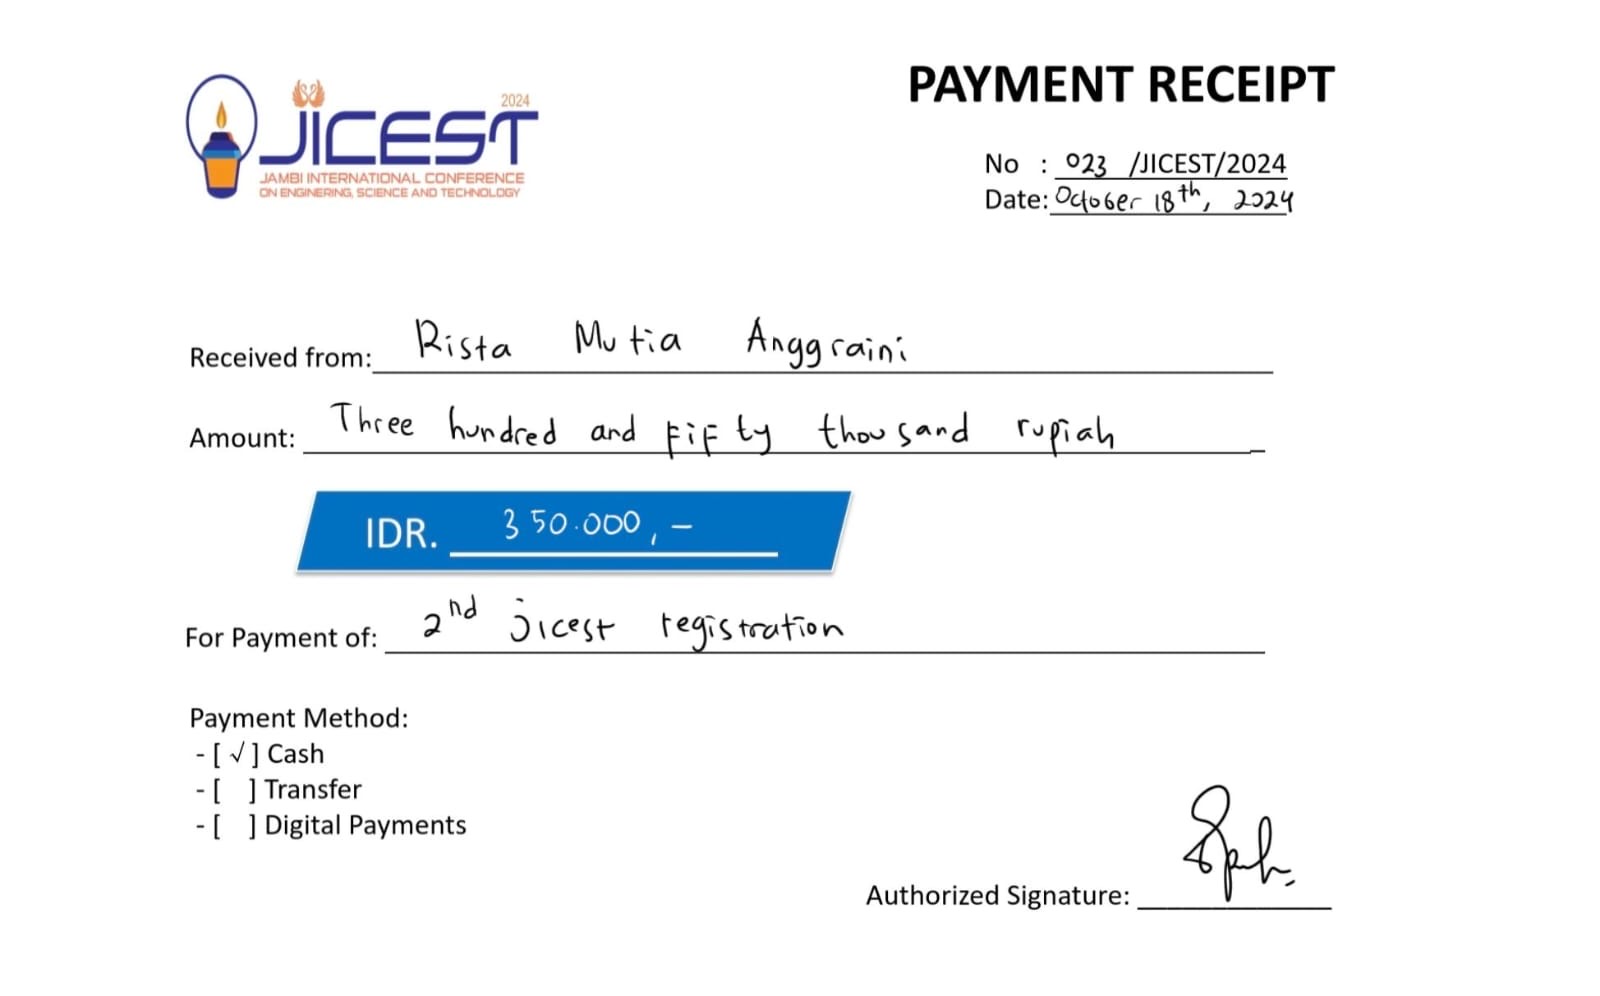 2024
JICEST
JAMBI INTERNATIONAL CONFERENCE
ON ENGINERING, SCIENCE AND TECHNOLOGY
PAYMENT RECEIPT
No : 023 /JICEST/2024
Date: October 18th, 2024
Received from: Rista Mutia Anggraini
Amount: Three hundred and fifty thousand rupiah
IDR. 350.000,-
For Payment of: 2nd jicest registration
Payment Method:
- [ √ ] Cash
- [ ] Transfer
- [ ] Digital Payments
Authorized Signature: